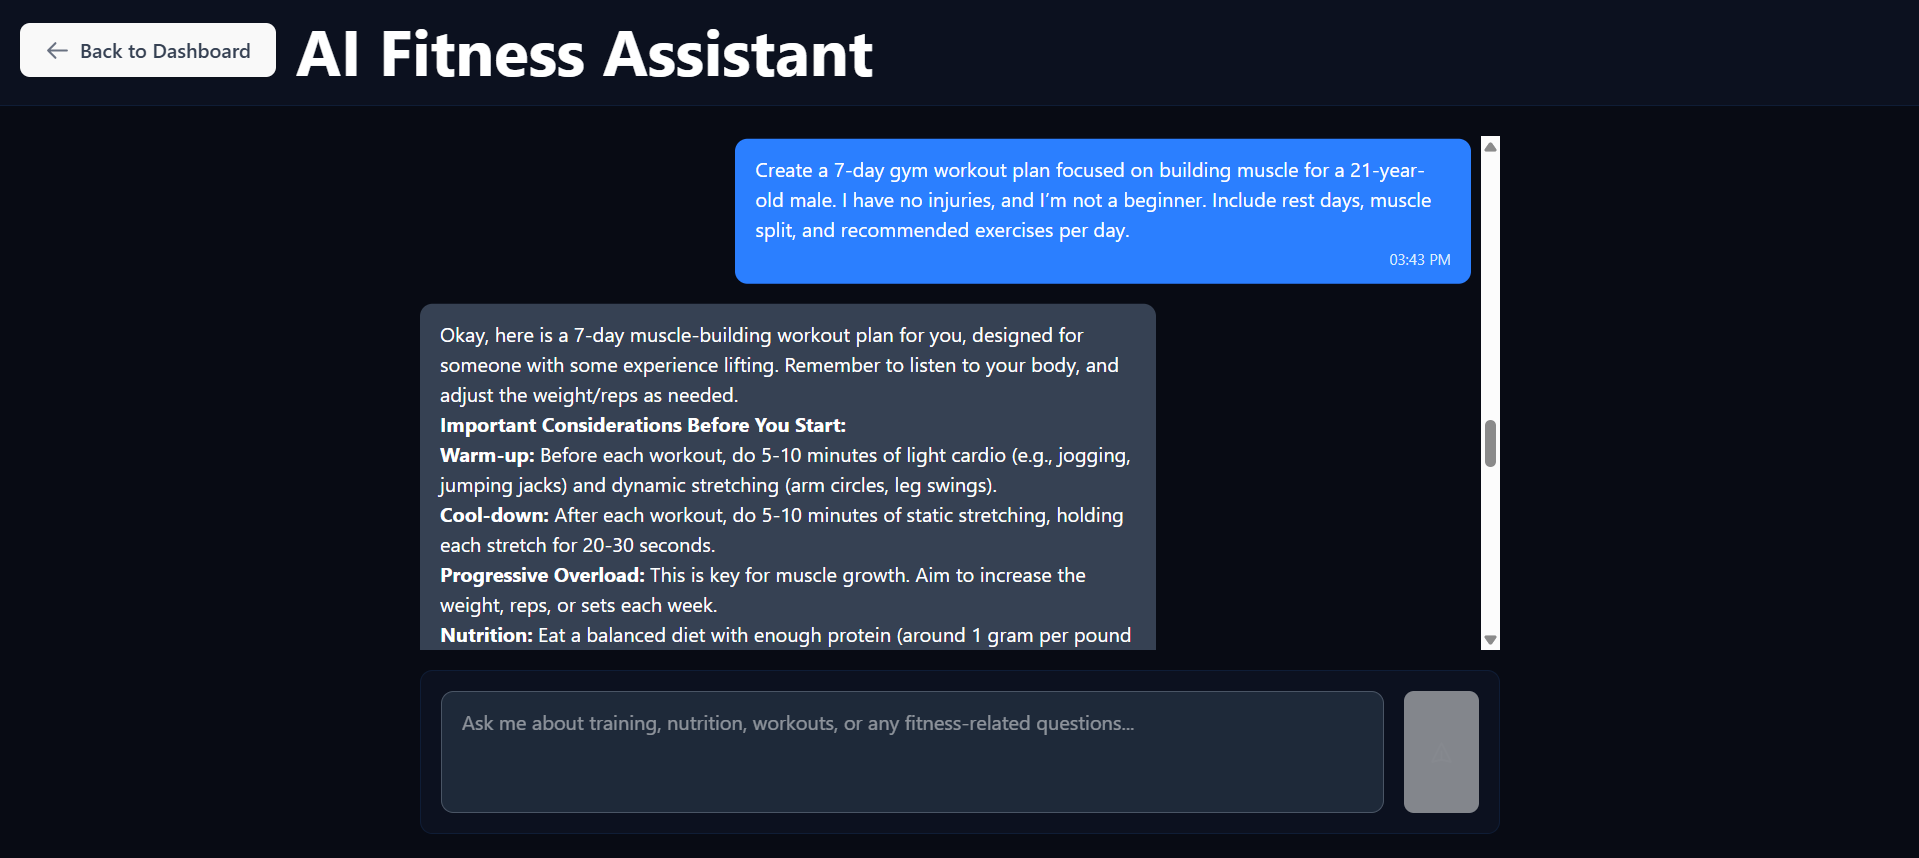 Back to Dashboard
AI Fitness Assistant
Create a 7-day gym workout plan focused on building muscle for a 21-year-
old male. I have no injuries, and I’m not a beginner. Include rest days, muscle
split, and recommended exercises per day.
03:43 PM
Okay, here is a 7-day muscle-building workout plan for you, designed for
someone with some experience lifting. Remember to listen to your body, and
adjust the weight/reps as needed.
Important Considerations Before You Start:
Warm-up: Before each workout, do 5-10 minutes of light cardio (e.g., jogging,
jumping jacks) and dynamic stretching (arm circles, leg swings).
Cool-down: After each workout, do 5-10 minutes of static stretching, holding
each stretch for 20-30 seconds.
Progressive Overload: This is key for muscle growth. Aim to increase the
weight, reps, or sets each week.
Nutrition: Eat a balanced diet with enough protein (around 1 gram per pound
Ask me about training, nutrition, workouts, or any fitness-related questions...